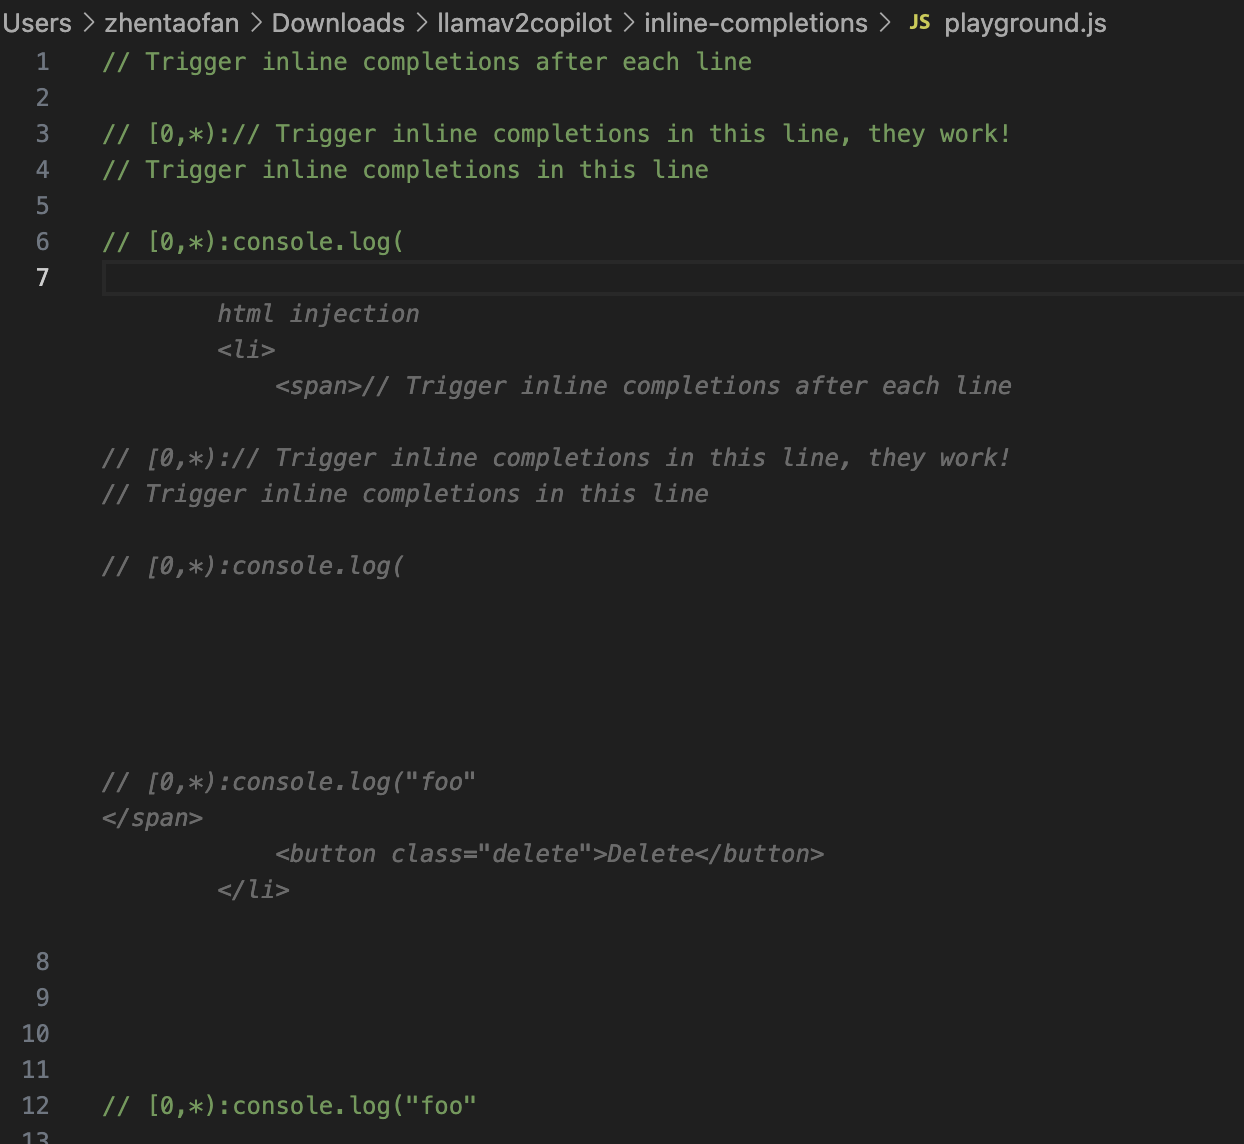 Users > zhentaofan > Downloads > llamav2copilot > inline-completions > JS playground.js
1 // Trigger inline completions after each line
2
3 // [0,*):// Trigger inline completions in this line, they work!
4 // Trigger inline completions in this line
5
6 // [0,*):console.log(
7
html injection
<li>
<span>// Trigger inline completions after each line
// [0,*):// Trigger inline completions in this line, they work!
// Trigger inline completions in this line
// [0,*):console.log(
// [0,*):console.log("foo"
</span>
<button class="delete">Delete</button>
</li>
8
9
10
11
12 // [0,*):console.log("foo"
13